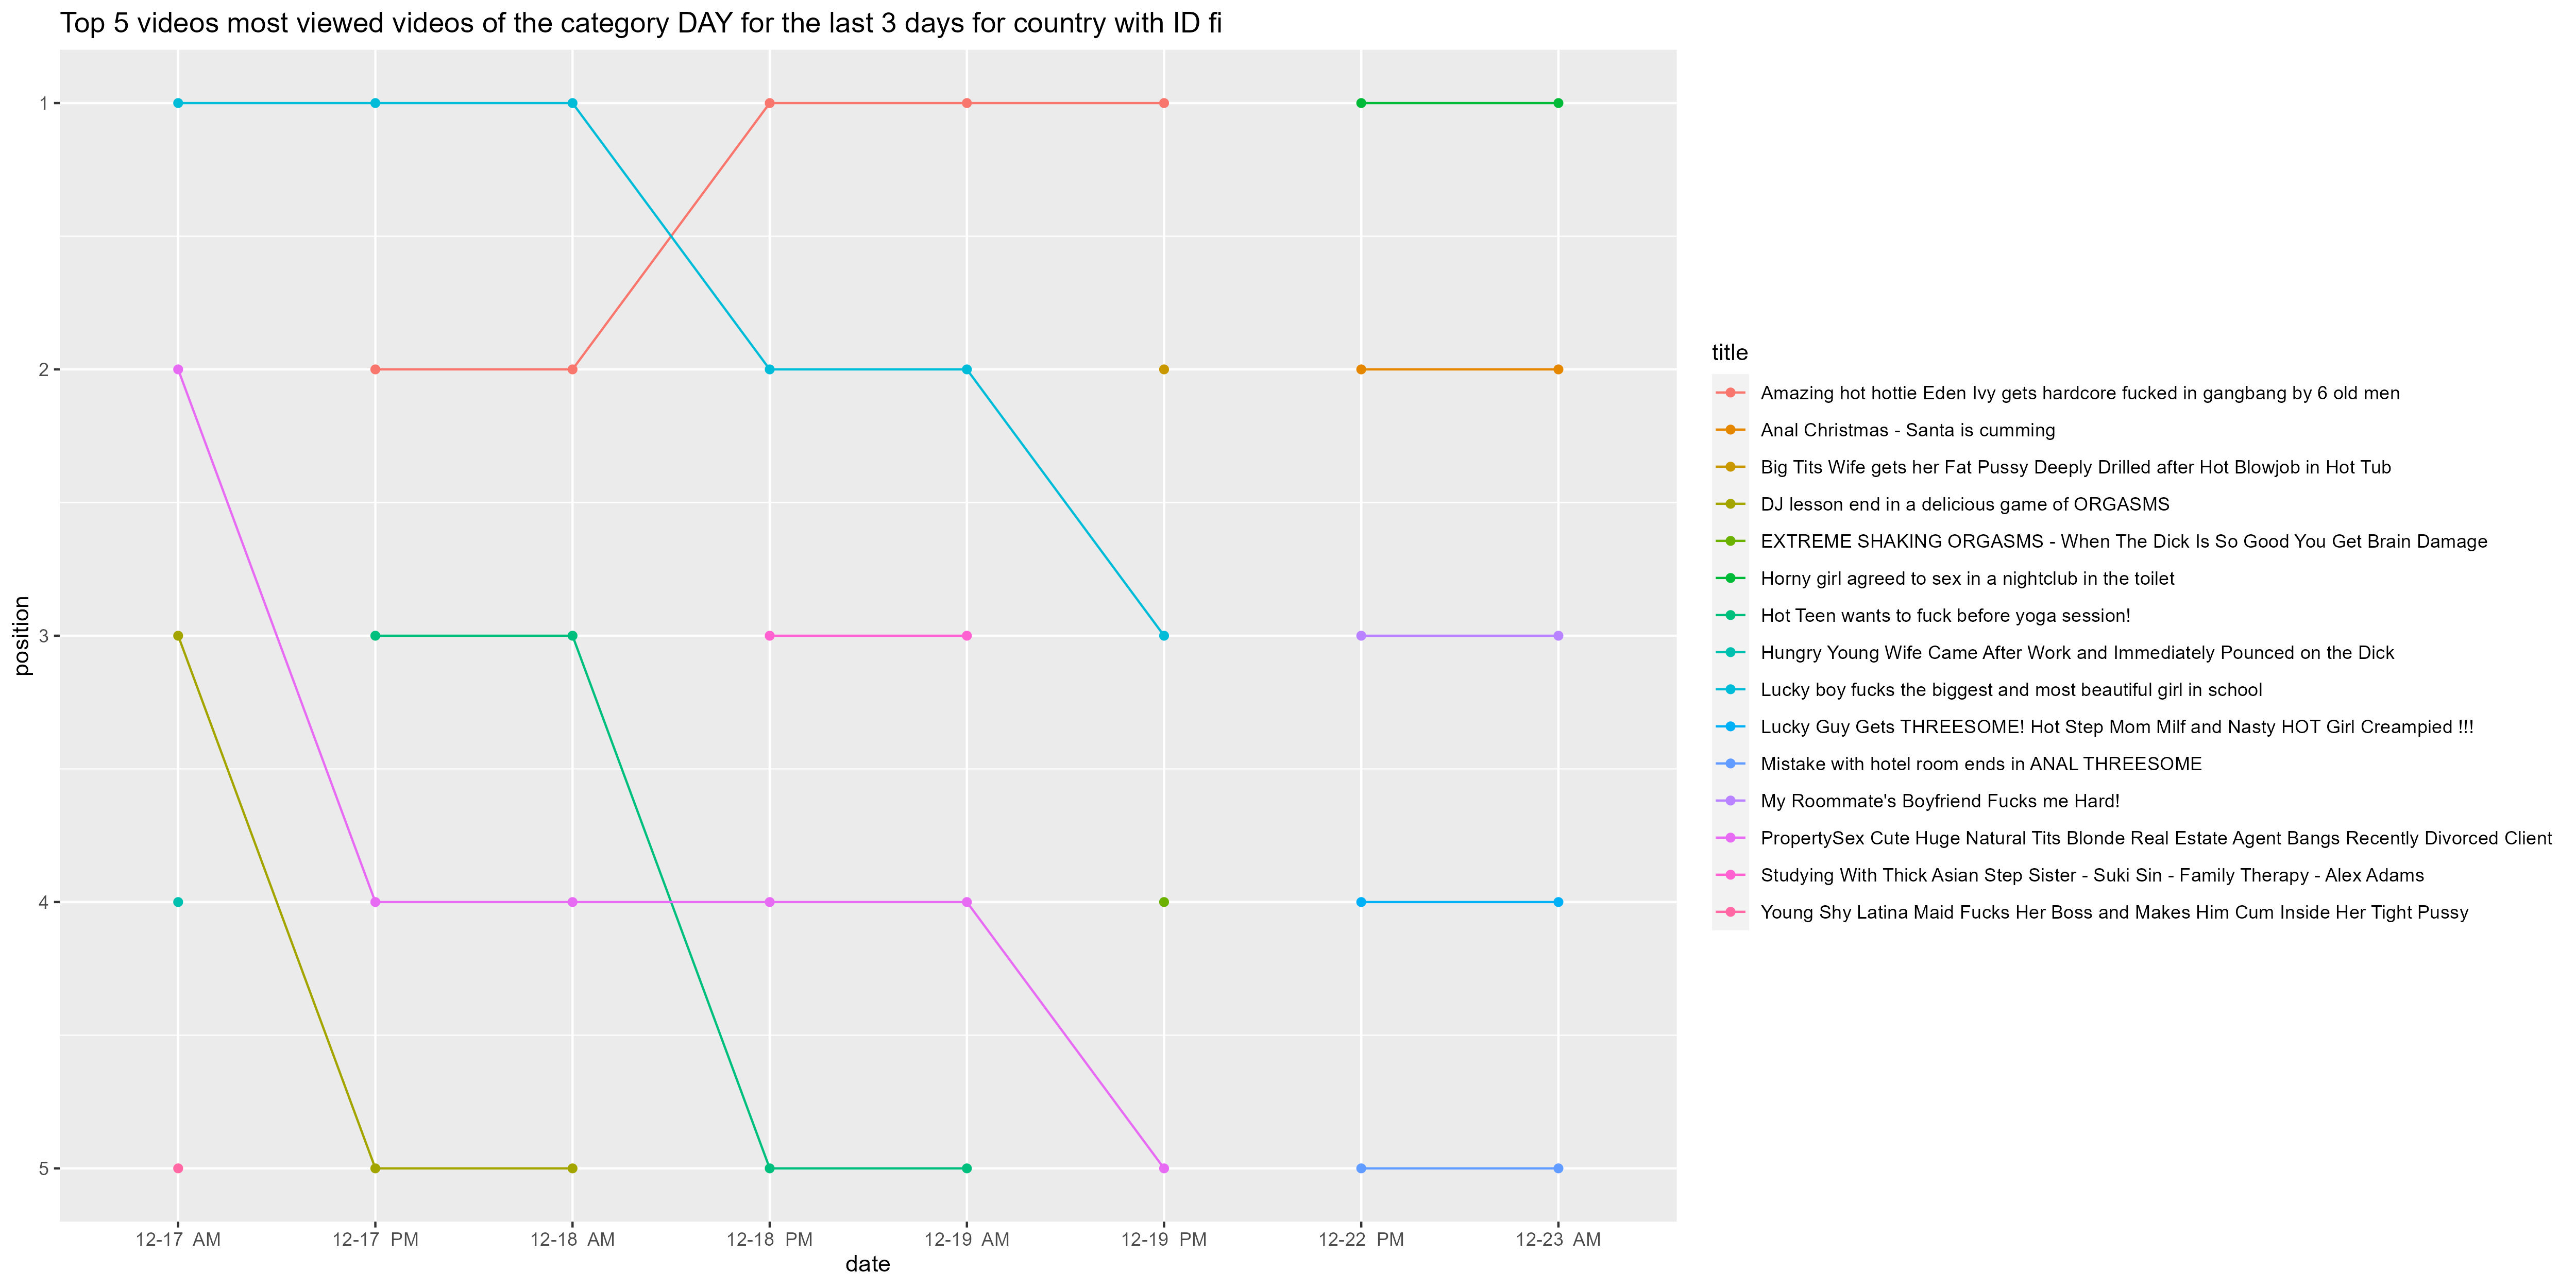 Top 5 videos most viewed videos of the category DAY for the last 3 days for country with ID fi
1
2
3
4
5
position
12-17 AM
12-17 PM
12-18 AM
12-18 PM
12-19 AM
12-19 PM
12-22 PM
12-23 AM
date
title
Amazing hot hottie Eden Ivy gets hardcore fucked in gangbang by 6 old men
Anal Christmas - Santa is cumming
Big Tits Wife gets her Fat Pussy Deeply Drilled after Hot Blowjob in Hot Tub
DJ lesson end in a delicious game of ORGASMS
EXTREME SHAKING ORGASMS - When The Dick Is So Good You Get Brain Damage
Horny girl agreed to sex in a nightclub in the toilet
Hot Teen wants to fuck before yoga session!
Hungry Young Wife Came After Work and Immediately Pounced on the Dick
Lucky boy fucks the biggest and most beautiful girl in school
Lucky Guy Gets THREESOME! Hot Step Mom Milf and Nasty HOT Girl Creampied !!!
Mistake with hotel room ends in ANAL THREESOME
My Roommate's Boyfriend Fucks me Hard!
PropertySex Cute Huge Natural Tits Blonde Real Estate Agent Bangs Recently Divorced Client
Studying With Thick Asian Step Sister - Suki Sin - Family Therapy - Alex Adams
Young Shy Latina Maid Fucks Her Boss and Makes Him Cum Inside Her Tight Pussy